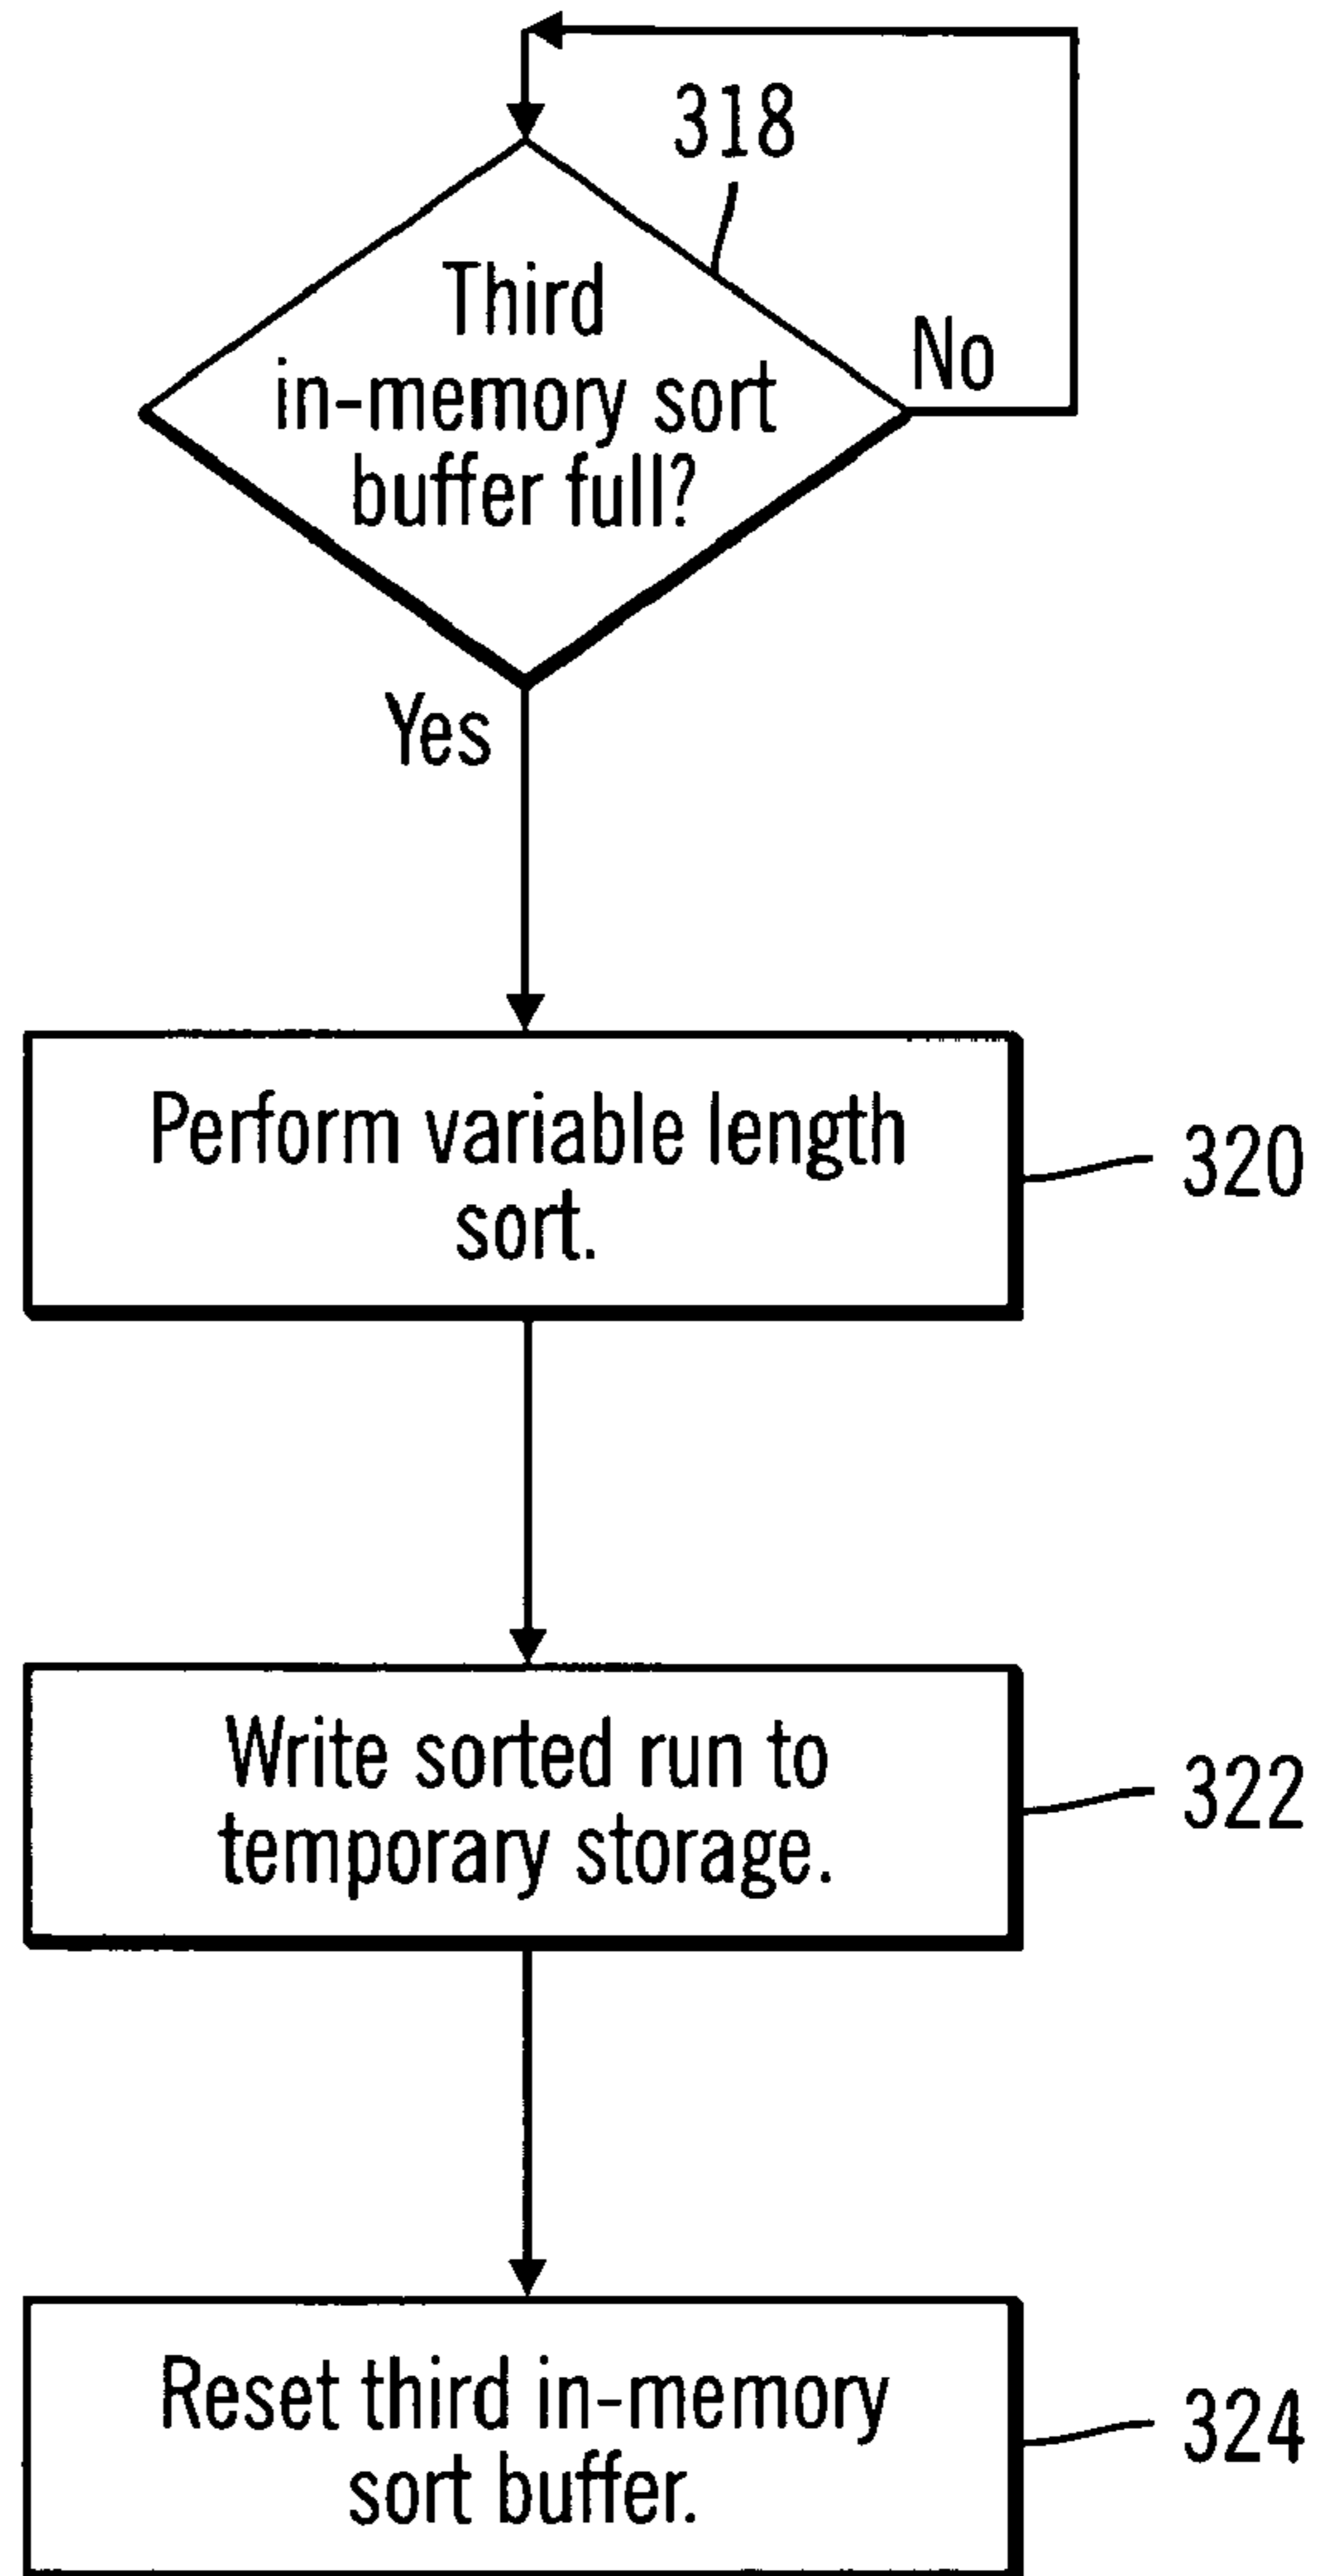 318
Third
in-memory sort
buffer full?
No
Yes
Perform variable length
sort.
320
Write sorted run to
temporary storage.
322
Reset third in-memory
sort buffer.
324